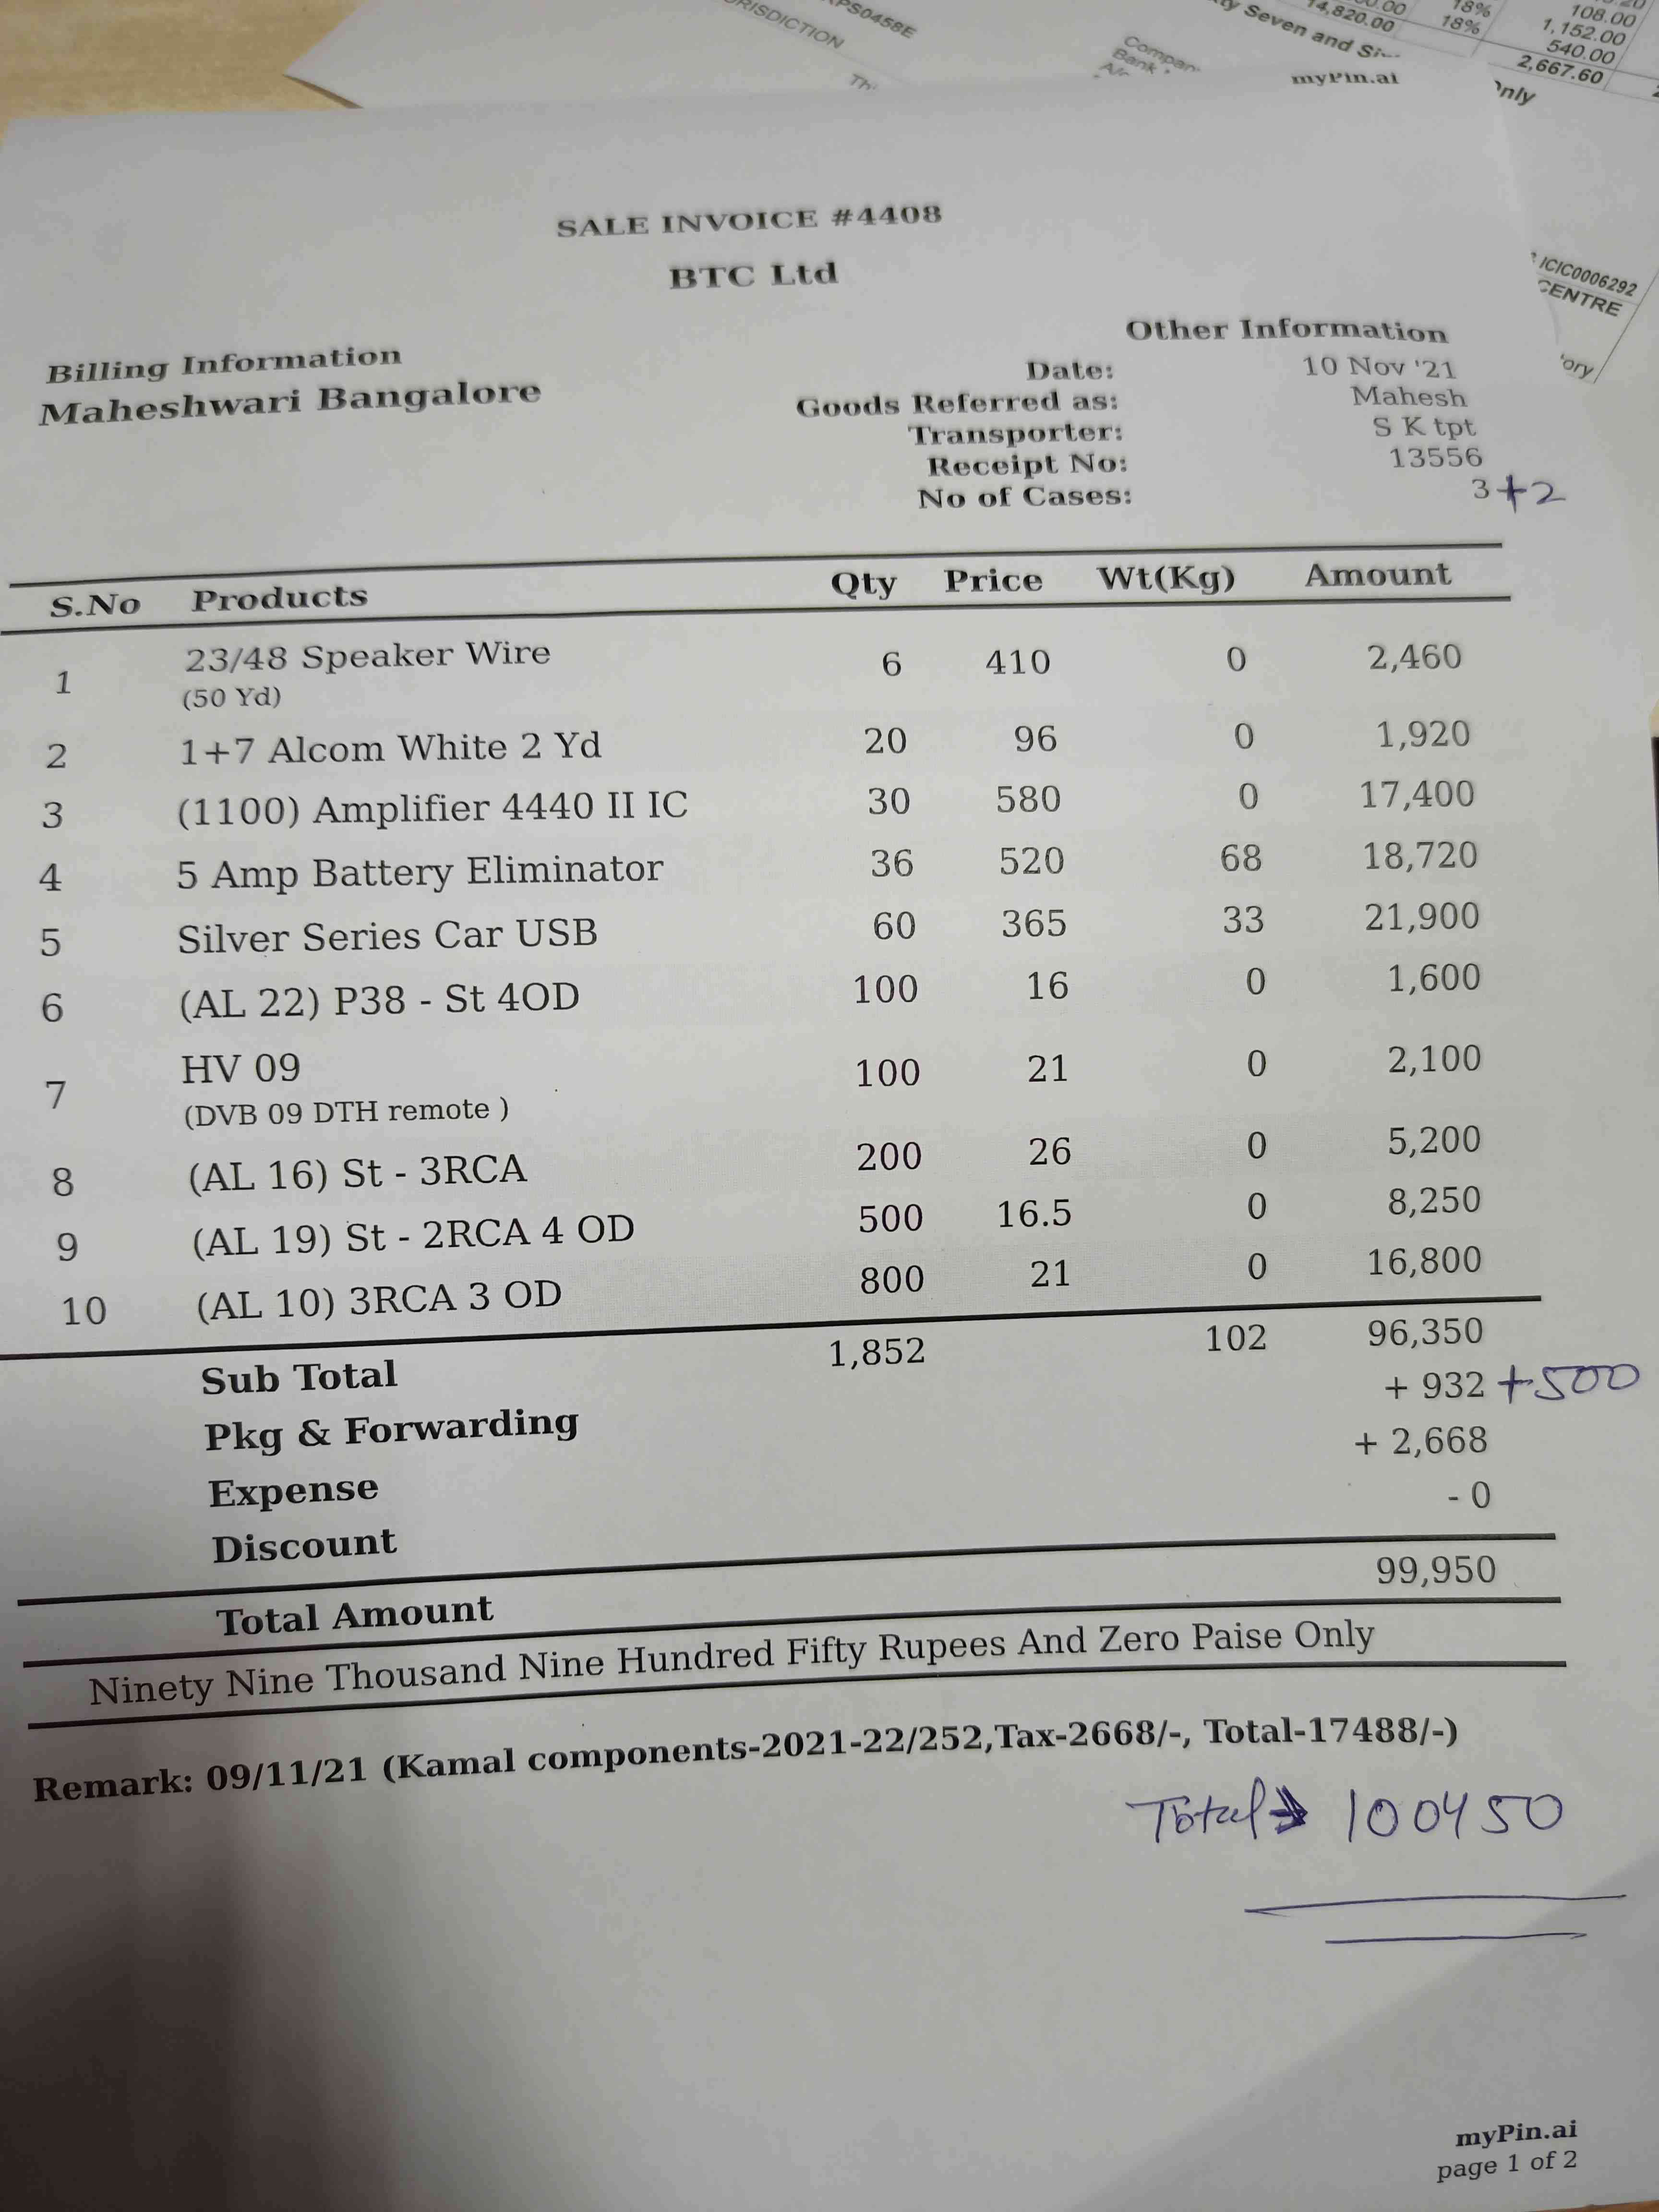 RISDICTION
PS0458E
Compan
Bank
18%
14,820.00 18%
108.00
1,152.00
540.00
2,667.60
ty Seven and Si
myPin.ai
Only
ICIC0006292
CENTRE
ory
SALE INVOICE #4408
BTC Ltd
Billing Information
Maheshwari Bangalore
Other Information
Date: 10 Nov '21
Goods Referred as: Mahesh
Transporter: S K tpt
Receipt No: 13556
No of Cases: 3 +2
S.No Products Qty Price Wt(Kg) Amount
1 23/48 Speaker Wire 6 410 0 2,460
(50 Yd)
2 1+7 Alcom White 2 Yd 20 96 0 1,920
3 (1100) Amplifier 4440 II IC 30 580 0 17,400
4 5 Amp Battery Eliminator 36 520 68 18,720
5 Silver Series Car USB 60 365 33 21,900
6 (AL 22) P38 - St 4OD 100 16 0 1,600
7 HV 09 100 21 0 2,100
(DVB 09 DTH remote )
8 (AL 16) St - 3RCA 200 26 0 5,200
9 (AL 19) St - 2RCA 4 OD 500 16.5 0 8,250
10 (AL 10) 3RCA 3 OD 800 21 0 16,800
Sub Total 1,852 102 96,350
Pkg & Forwarding + 932 +500
Expense + 2,668
Discount - 0
Total Amount 99,950
Ninety Nine Thousand Nine Hundred Fifty Rupees And Zero Paise Only
Remark: 09/11/21 (Kamal components-2021-22/252,Tax-2668/-, Total-17488/-)
Total → 100450
myPin.ai
page 1 of 2